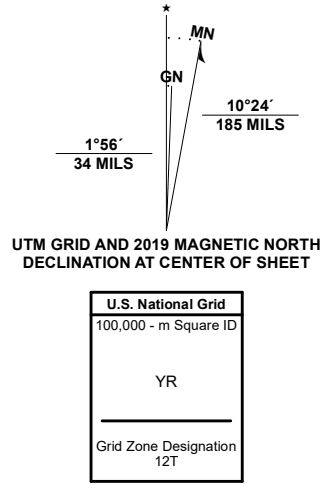 ★
MN
GN
10°24´
185 MILS
1°56´
34 MILS
UTM GRID AND 2019 MAGNETIC NORTH
DECLINATION AT CENTER OF SHEET
U.S. National Grid
100,000 - m Square ID
YR
Grid Zone Designation
12T